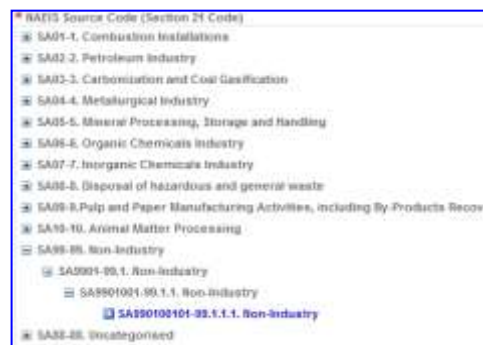 * NAEIS Source Code (Section 21 Code)
SA01-1. Combustion Installations
SA02-2. Petroleum Industry
SA03-3. Carbonization and Coal Gasification
SA04-4. Metallurgical Industry
SA05-5. Mineral Processing, Storage and Handling
SA06-6. Organic Chemicals Industry
SA07-7. Inorganic Chemicals Industry
SA08-8. Disposal of hazardous and general waste
SA09-9.Pulp and Paper Manufacturing Activities, including By-Products Recov
SA10-10. Animal Matter Processing
SA99-99. Non-Industry
SA9901-99.1. Non-Industry
SA9901001-99.1.1. Non-Industry
SA990100101-99.1.1.1. Non-Industry
SA88-88. Uncategorised